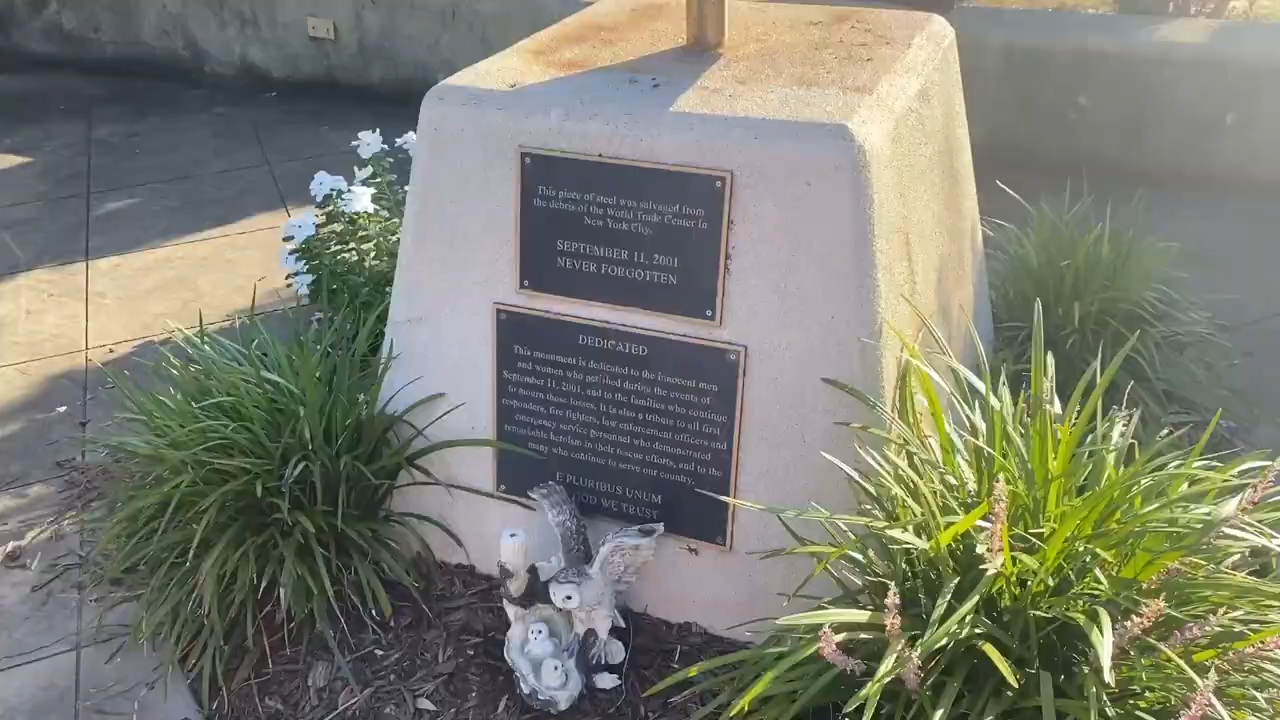 This piece of steel was salvaged from
the debris of the World Trade Center in
New York City.
SEPTEMBER 11, 2001
NEVER FORGOTTEN
DEDICATED
This monument is dedicated to the innocent men
and women who perished during the events of
September 11, 2001, and to the families who continue
to mourn those losses. It is also a tribute to all first
responders, fire fighters, law enforcement officers and
emergency service personnel who demonstrated
remarkable heroism in their rescue efforts, and to the
many who continue to serve our country.
E PLURIBUS UNUM
GOD WE TRUST